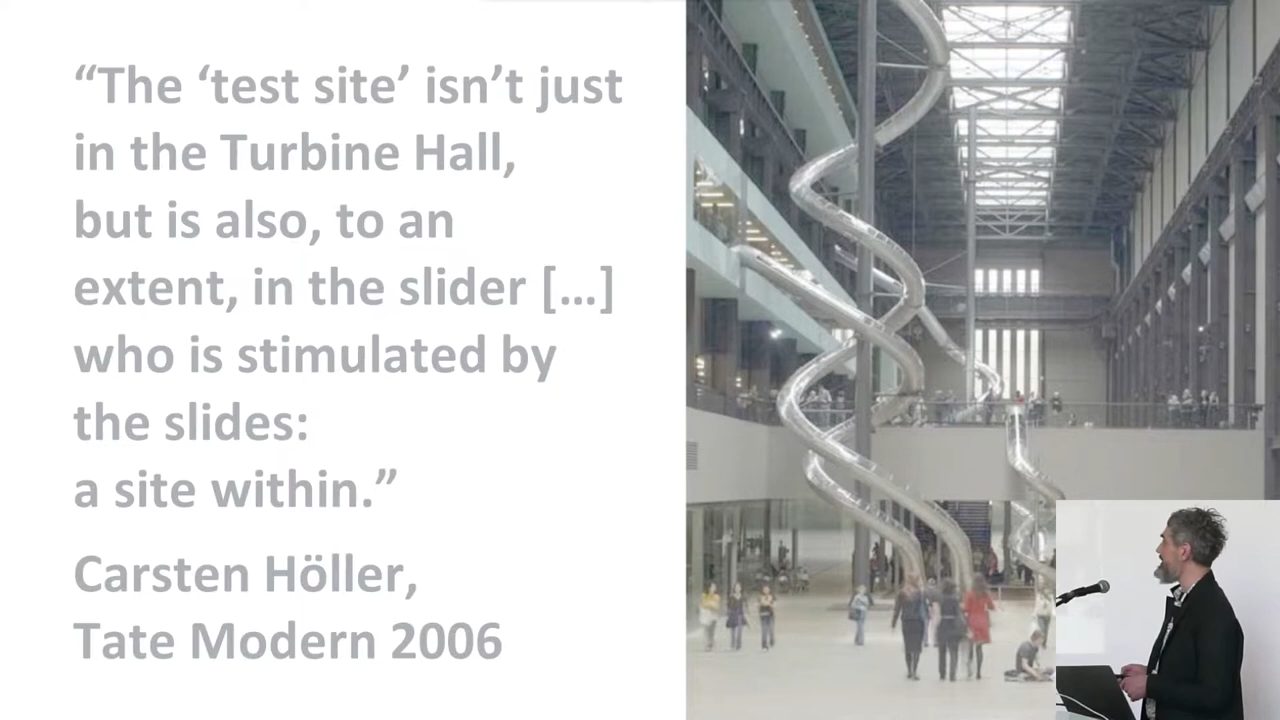 “The ‘test site’ isn’t just
in the Turbine Hall,
but is also, to an
extent, in the slider […]
who is stimulated by
the slides:
a site within.”
Carsten Höller,
Tate Modern 2006